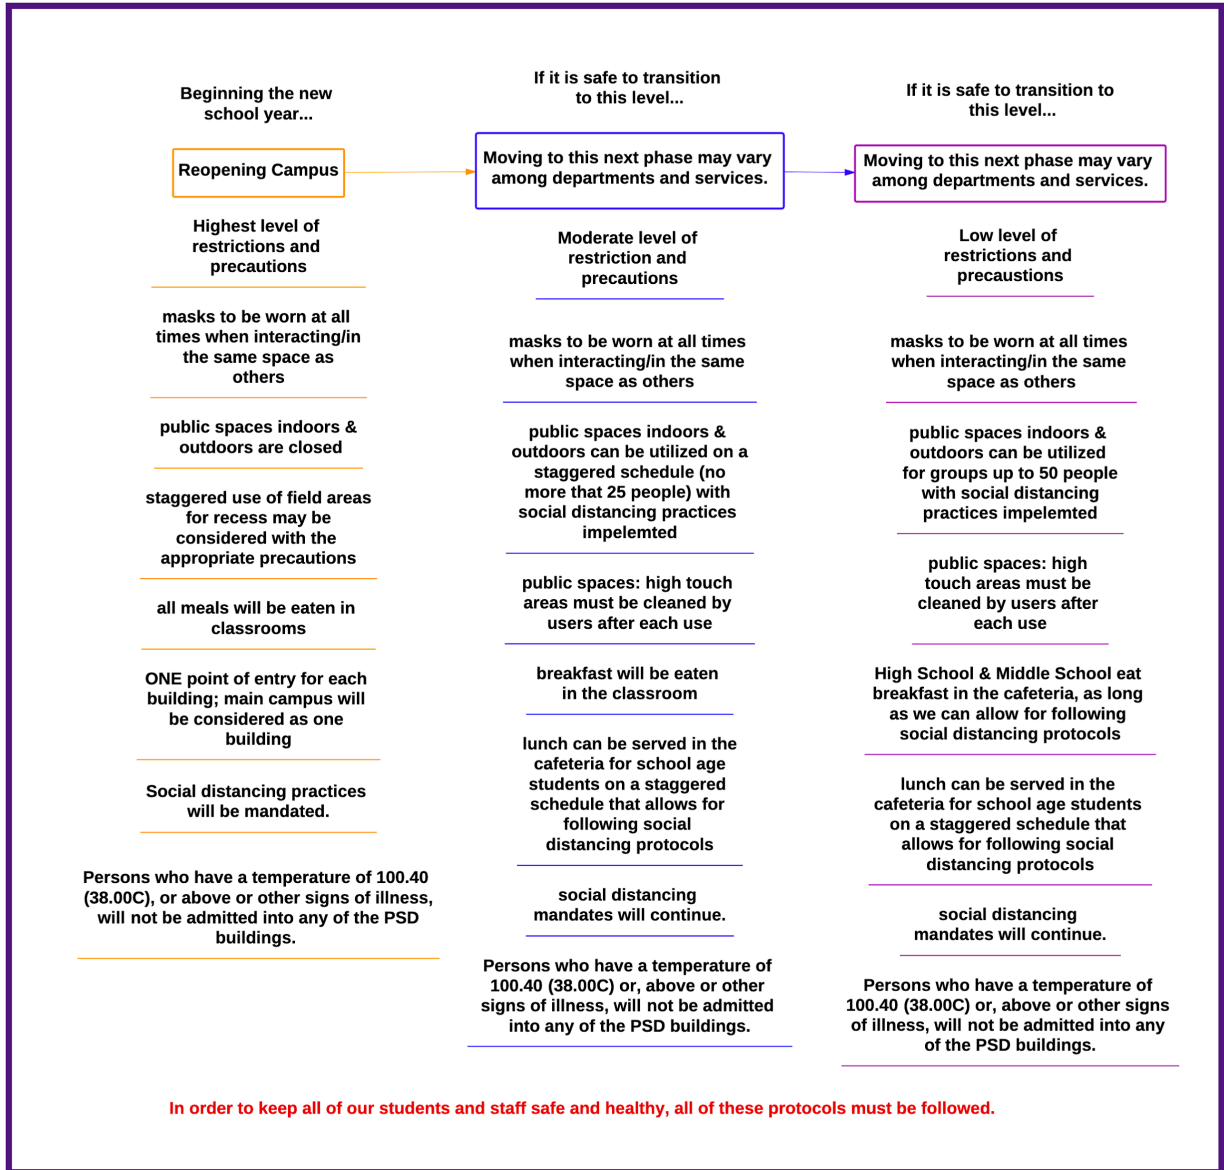 Beginning the new
school year...
Reopening Campus
Highest level of
restrictions and
precautions
masks to be worn at all
times when interacting/in
the same space as
others
public spaces indoors &
outdoors are closed
staggered use of field areas
for recess may be
considered with the
appropriate precautions
all meals will be eaten in
classrooms
ONE point of entry for each
building; main campus will
be considered as one
building
Social distancing practices
will be mandated.
Persons who have a temperature of 100.40
(38.00C), or above or other signs of illness,
will not be admitted into any of the PSD
buildings.
If it is safe to transition
to this level...
Moving to this next phase may vary
among departments and services.
Moderate level of
restriction and
precautions
masks to be worn at all times
when interacting/in the same
space as others
public spaces indoors &
outdoors can be utilized on a
staggered schedule (no
more that 25 people) with
social distancing practices
impelemted
public spaces: high touch
areas must be cleaned by
users after each use
breakfast will be eaten
in the classroom
lunch can be served in the
cafeteria for school age
students on a staggered
schedule that allows for
following social
distancing protocols
social distancing
mandates will continue.
Persons who have a temperature of
100.40 (38.00C) or, above or other
signs of illness, will not be admitted
into any of the PSD buildings.
If it is safe to transition to
this level...
Moving to this next phase may vary
among departments and services.
Low level of
restrictions and
precaustions
masks to be worn at all times
when interacting/in the same
space as others
public spaces indoors &
outdoors can be utilized
for groups up to 50 people
with social distancing
practices impelemted
public spaces: high
touch areas must be
cleaned by users after
each use
High School & Middle School eat
breakfast in the cafeteria, as long
as we can allow for following
social distancing protocols
lunch can be served in the
cafeteria for school age students
on a staggered schedule that
allows for following social
distancing protocols
social distancing
mandates will continue.
Persons who have a temperature of
100.40 (38.00C) or, above or other signs
of illness, will not be admitted into any
of the PSD buildings.
In order to keep all of our students and staff safe and healthy, all of these protocols must be followed.